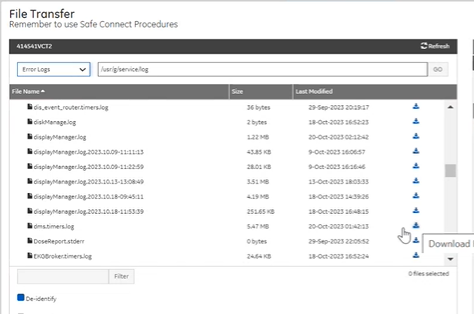 File Transfer
Remember to use Safe Connect Procedures
414541VCT2 Refresh
Error Logs /usr/g/service/log GO
File Name Size Last Modified
dis_event_router.timers.log 36 bytes 29-Sep-2023 20:19:17
diskManage.log 2 bytes 18-Oct-2023 16:52:23
displayManager.log 1.22 MB 20-Oct-2023 02:12:42
displayManager.log.2023.10.09-11:11:13 43.85 KB 9-Oct-2023 16:06:57
displayManager.log.2023.10.09-11:22:59 28.01 KB 9-Oct-2023 16:16:46
displayManager.log.2023.10.13-13:08:49 3.51 MB 15-Oct-2023 18:03:33
displayManager.log.2023.10.18-09:45:11 4.19 MB 18-Oct-2023 14:39:26
displayManager.log.2023.10.18-11:53:39 251.65 KB 18-Oct-2023 16:48:15
dms.timers.log 5.47 MB 20-Oct-2023 01:42:13
DoseReport.stderr 0 bytes 29-Sep-2023 22:05:52
EKGBroker.timers.log 24.64 KB 18-Oct-2023 16:52:24
Download
Filter 0 files selected
De-identify